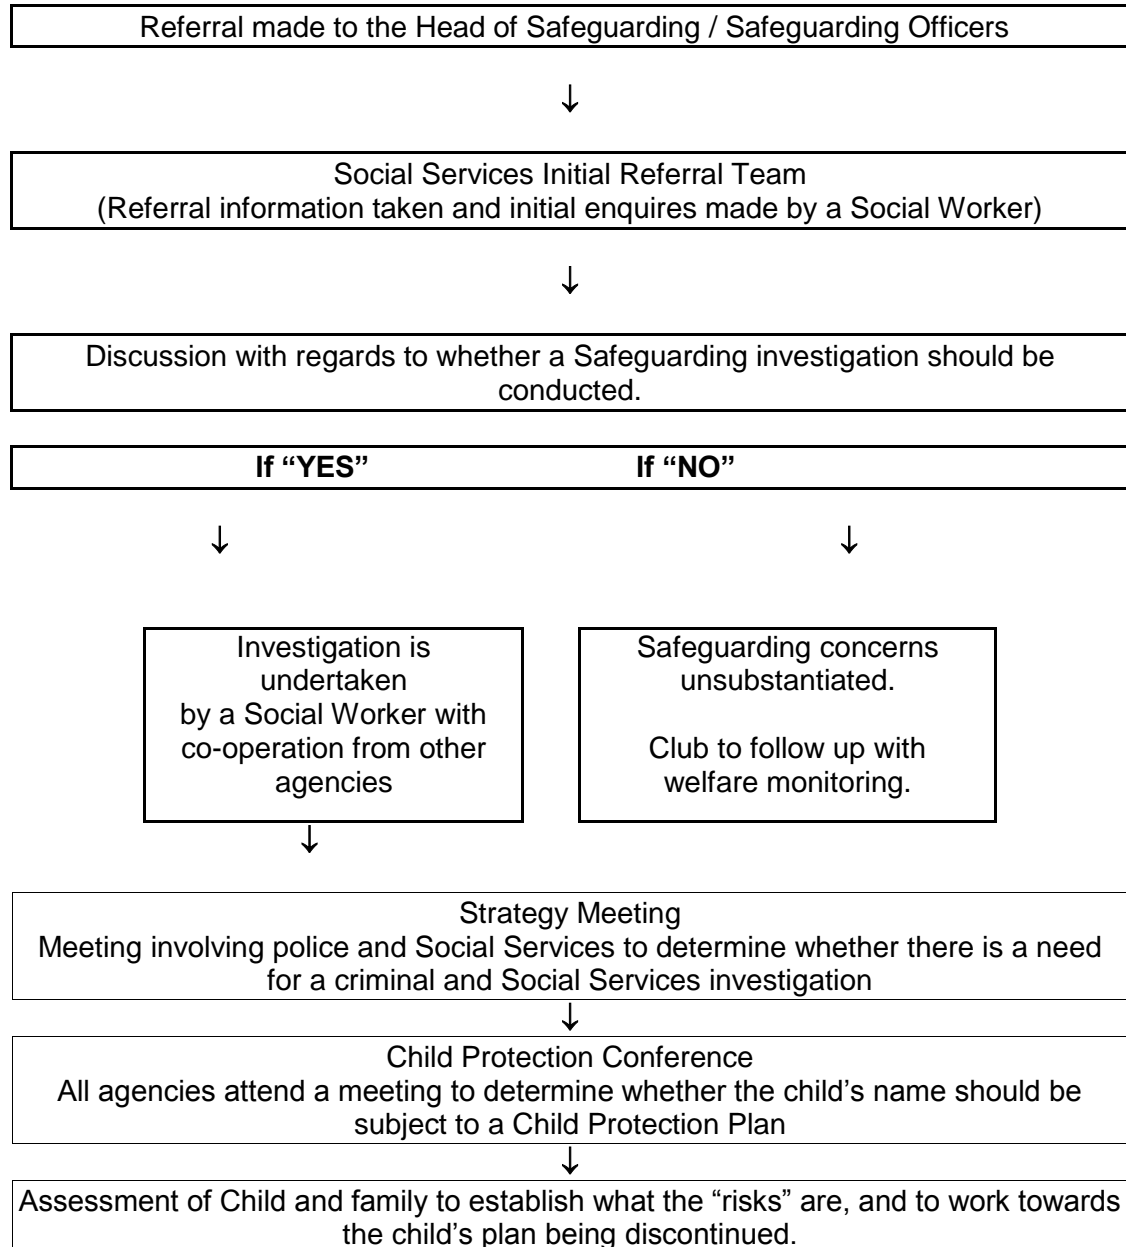 Referral made to the Head of Safeguarding / Safeguarding Officers
↓
Social Services Initial Referral Team
(Referral information taken and initial enquires made by a Social Worker)
↓
Discussion with regards to whether a Safeguarding investigation should be
conducted.
If “YES” If “NO”
↓ ↓
Investigation is
undertaken
by a Social Worker with
co-operation from other
agencies
↓
Safeguarding concerns
unsubstantiated.
Club to follow up with
welfare monitoring.
Strategy Meeting
Meeting involving police and Social Services to determine whether there is a need
for a criminal and Social Services investigation
↓
Child Protection Conference
All agencies attend a meeting to determine whether the child’s name should be
subject to a Child Protection Plan
↓
Assessment of Child and family to establish what the “risks” are, and to work towards
the child’s plan being discontinued.